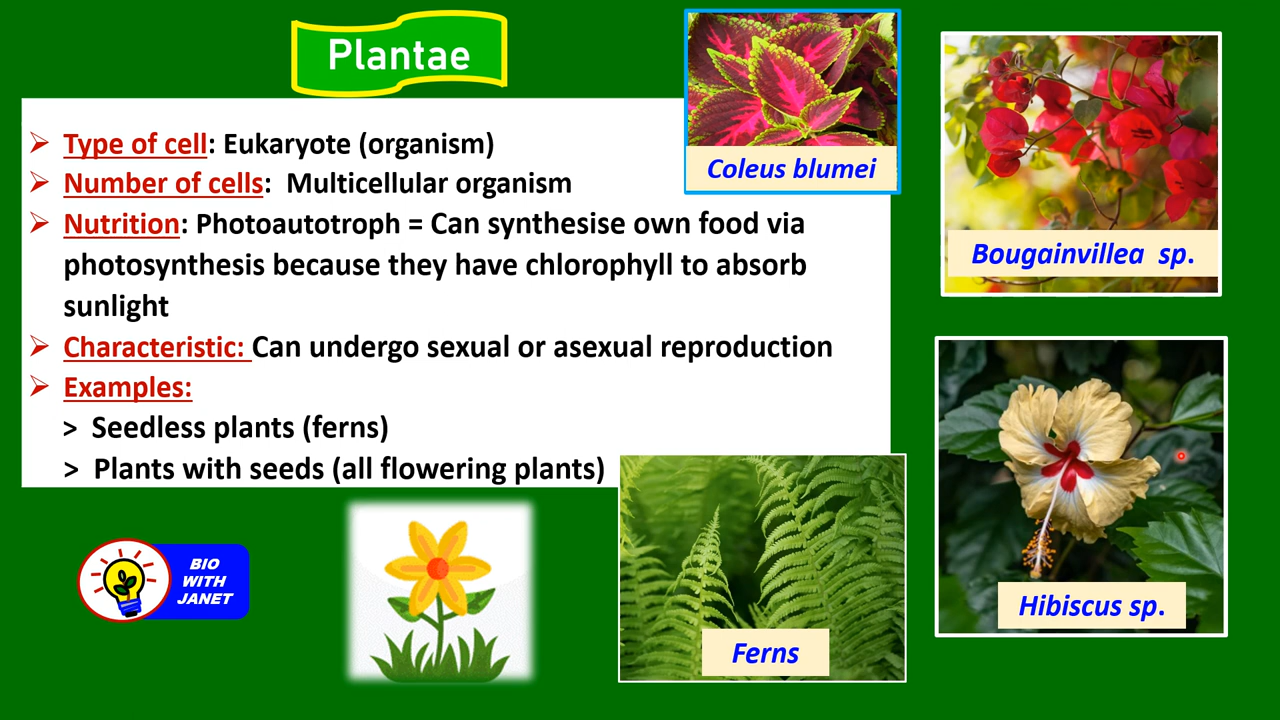 Plantae
Type of cell: Eukaryote (organism)
Number of cells: Multicellular organism
Nutrition: Photoautotroph = Can synthesise own food via
photosynthesis because they have chlorophyll to absorb
sunlight
Characteristic: Can undergo sexual or asexual reproduction
Examples:
> Seedless plants (ferns)
> Plants with seeds (all flowering plants)
Coleus blumei
Bougainvillea sp.
Hibiscus sp.
Ferns
BIO
WITH
JANET